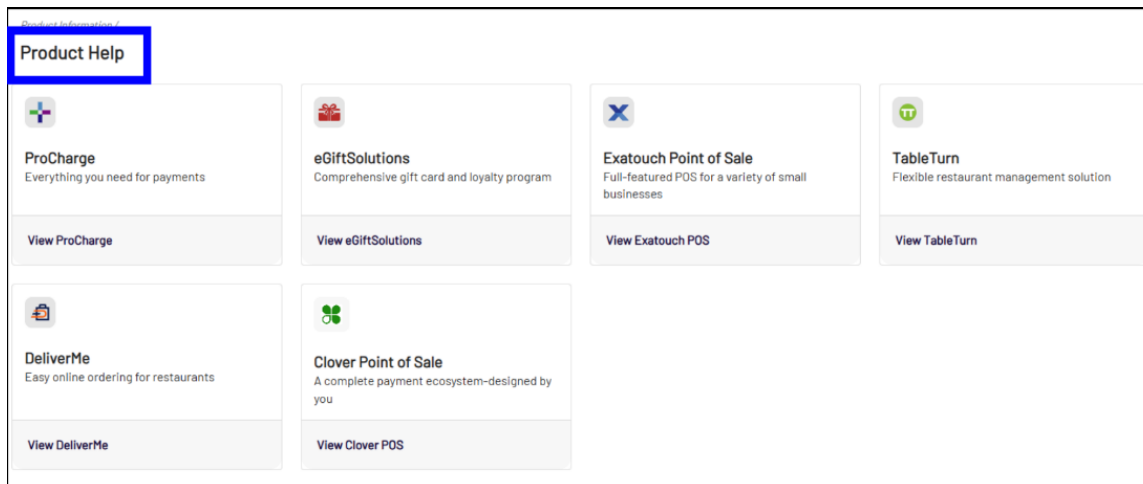 Product Information /
Product Help
ProCharge
Everything you need for payments
View ProCharge
eGiftSolutions
Comprehensive gift card and loyalty program
View eGiftSolutions
Exatouch Point of Sale
Full-featured POS for a variety of small
businesses
View Exatouch POS
TableTurn
Flexible restaurant management solution
View TableTurn
DeliverMe
Easy online ordering for restaurants
View DeliverMe
Clover Point of Sale
A complete payment ecosystem-designed by
you
View Clover POS